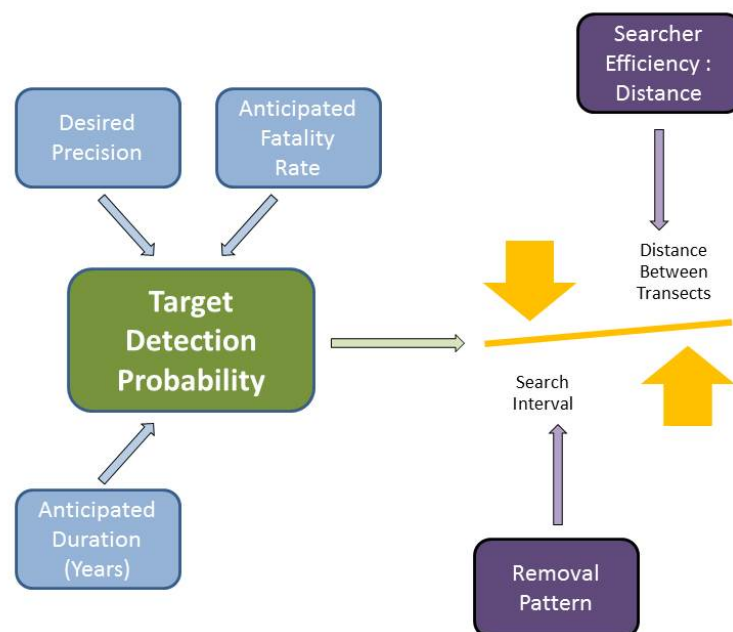 Searcher
Efficiency :
Distance
Desired
Precision
Anticipated
Fatality
Rate
Target
Detection
Probability
Distance
Between
Transects
Search
Interval
Anticipated
Duration
(Years)
Removal
Pattern